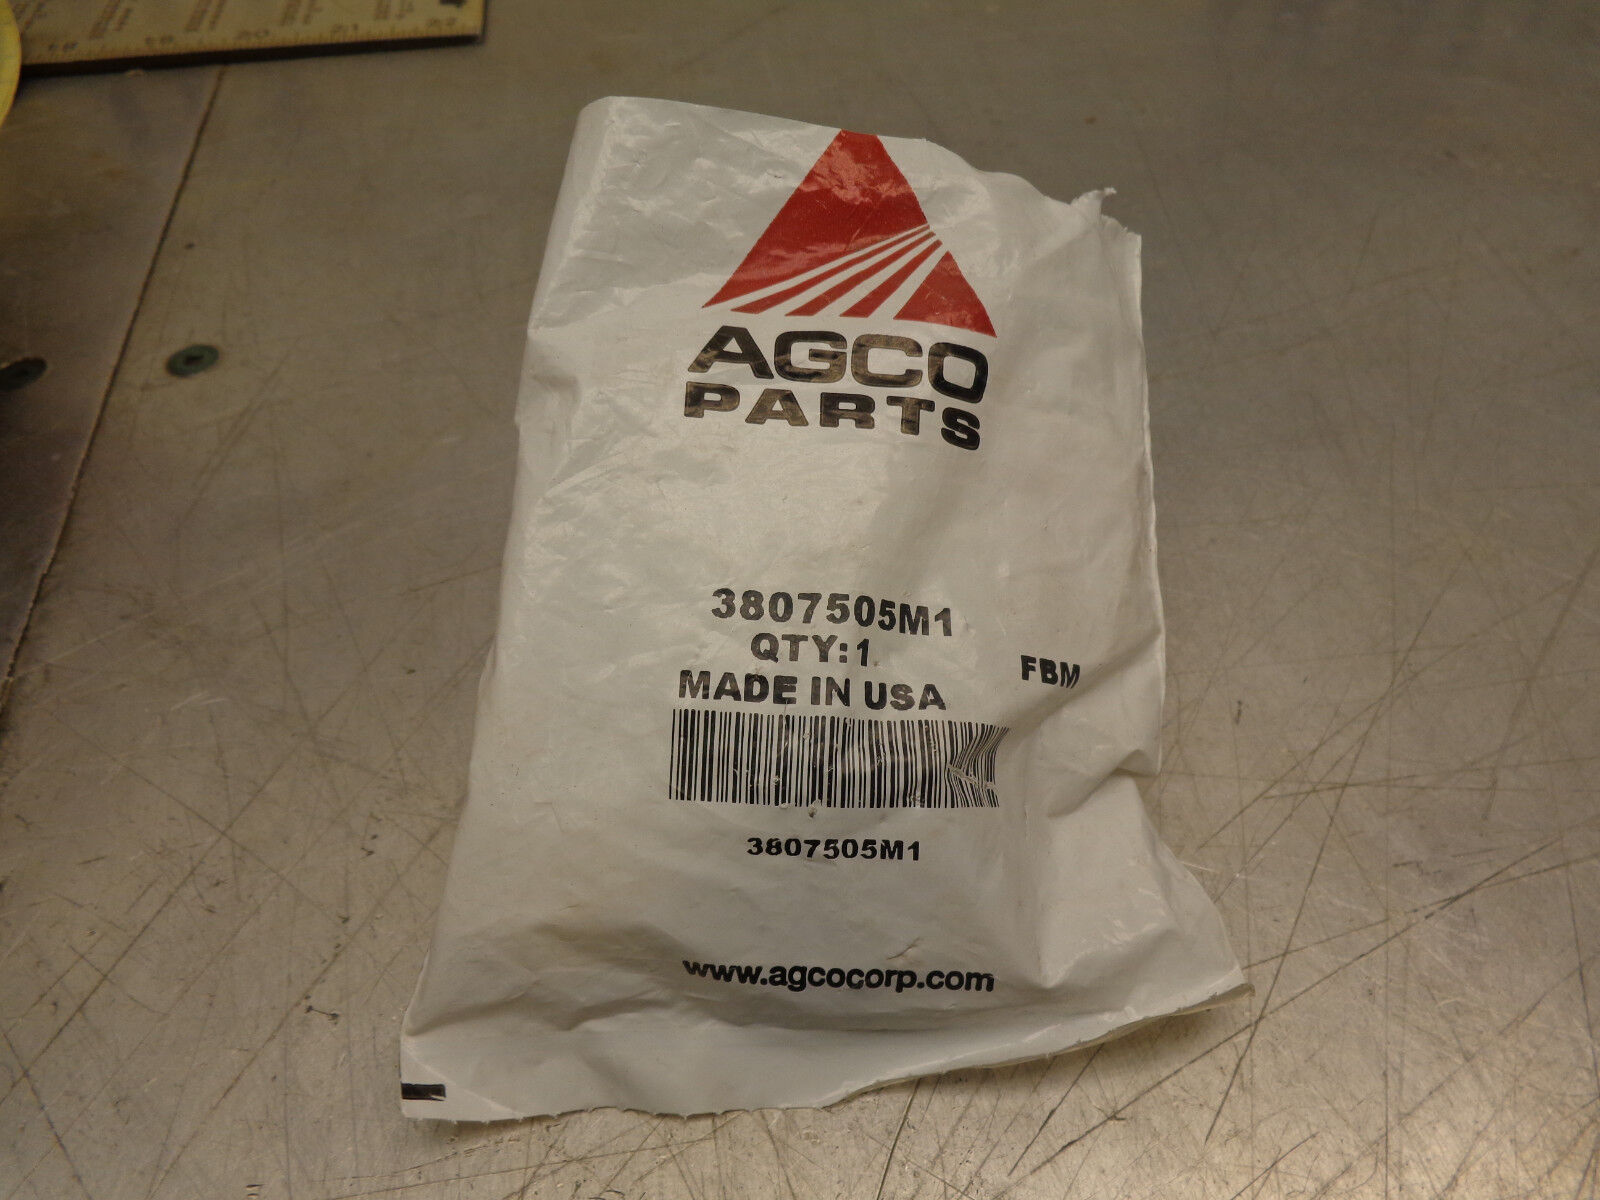 AGCO
PARTS
3807505M1
QTY:1
MADE IN USA
FBM
3807505M1
www.agcocorp.com